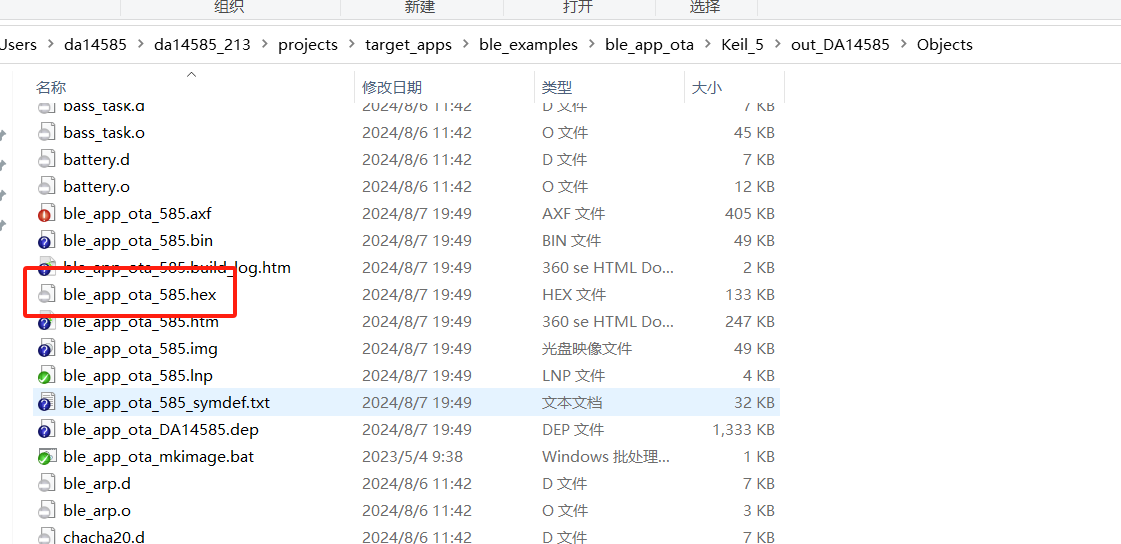 组织 新建 打开 选择
Users > da14585 > da14585_213 > projects > target_apps > ble_examples > ble_app_ota > Keil_5 > out_DA14585 > Objects
名称 修改日期 类型 大小
bass_task.d 2024/8/6 11:42 D 文件 7 KB
bass_task.o 2024/8/6 11:42 O 文件 45 KB
battery.d 2024/8/6 11:42 D 文件 7 KB
battery.o 2024/8/6 11:42 O 文件 12 KB
ble_app_ota_585.axf 2024/8/7 19:49 AXF 文件 405 KB
ble_app_ota_585.bin 2024/8/7 19:49 BIN 文件 49 KB
ble_app_ota_585.build_log.htm 2024/8/7 19:49 360 se HTML Do... 2 KB
ble_app_ota_585.hex 2024/8/7 19:49 HEX 文件 133 KB
ble_app_ota_585.htm 2024/8/7 19:49 360 se HTML Do... 247 KB
ble_app_ota_585.img 2024/8/7 19:49 光盘映像文件 49 KB
ble_app_ota_585.lnp 2024/8/7 19:49 LNP 文件 4 KB
ble_app_ota_585_symdef.txt 2024/8/7 19:49 文本文档 32 KB
ble_app_ota_DA14585.dep 2024/8/7 19:49 DEP 文件 1,333 KB
ble_app_ota_mkimage.bat 2023/5/4 9:38 Windows 批处理... 1 KB
ble_arp.d 2024/8/6 11:42 D 文件 7 KB
ble_arp.o 2024/8/6 11:42 O 文件 3 KB
chacha20.d 2024/8/6 11:42 D 文件 7 KB